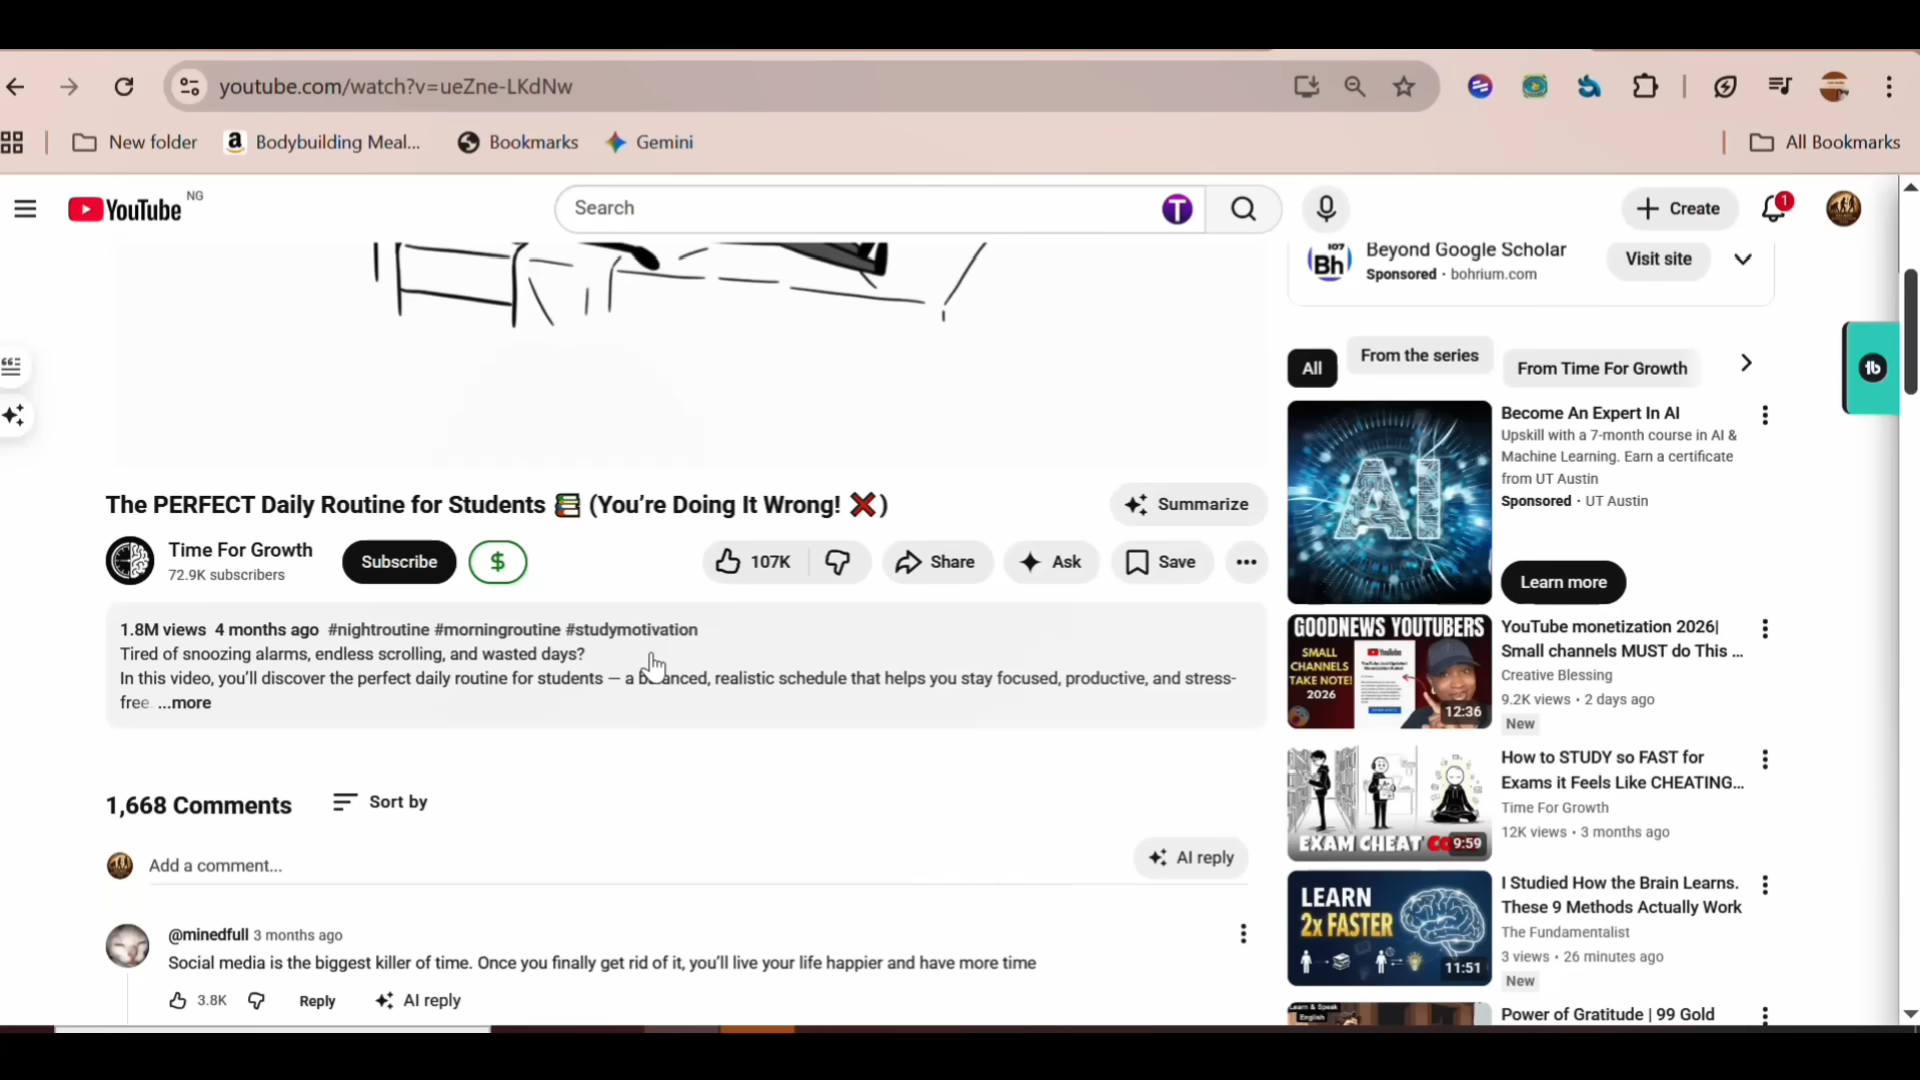 youtube.com/watch?v=ueZne-LKdNw
New folder
Bodybuilding Meal...
Bookmarks
Gemini
All Bookmarks
YouTube NG
Search
T
Create
1
Bh 107
Beyond Google Scholar
Sponsored · bohrium.com
Visit site
All
From the series
From Time For Growth
AI
Become An Expert In AI
Upskill with a 7-month course in AI &
Machine Learning. Earn a certificate
from UT Austin
Sponsored · UT Austin
Learn more
The PERFECT Daily Routine for Students 📚 (You’re Doing It Wrong! ❌)
Summarize
Time For Growth
72.9K subscribers
Subscribe
$
107K
Share
Ask
Save
1.8M views 4 months ago #nightroutine #morningroutine #studymotivation
Tired of snoozing alarms, endless scrolling, and wasted days?
In this video, you’ll discover the perfect daily routine for students — a balanced, realistic schedule that helps you stay focused, productive, and stress-
free. ...more
1,668 Comments
Sort by
Add a comment...
AI reply
@minedfull 3 months ago
Social media is the biggest killer of time. Once you finally get rid of it, you’ll live your life happier and have more time
3.8K
Reply
AI reply
GOODNEWS YOUTUBERS
SMALL
CHANNELS
TAKE NOTE!
2026
YouTube
12:36
YouTube monetization 2026|
Small channels MUST do This ...
Creative Blessing
9.2K views · 2 days ago
New
EXAM CHEAT
9:59
How to STUDY so FAST for
Exams it Feels Like CHEATING...
Time For Growth
12K views · 3 months ago
LEARN
2x FASTER
11:51
I Studied How the Brain Learns.
These 9 Methods Actually Work
The Fundamentalist
3 views · 26 minutes ago
New
Learn & Speak
English
Power of Gratitude | 99 Gold